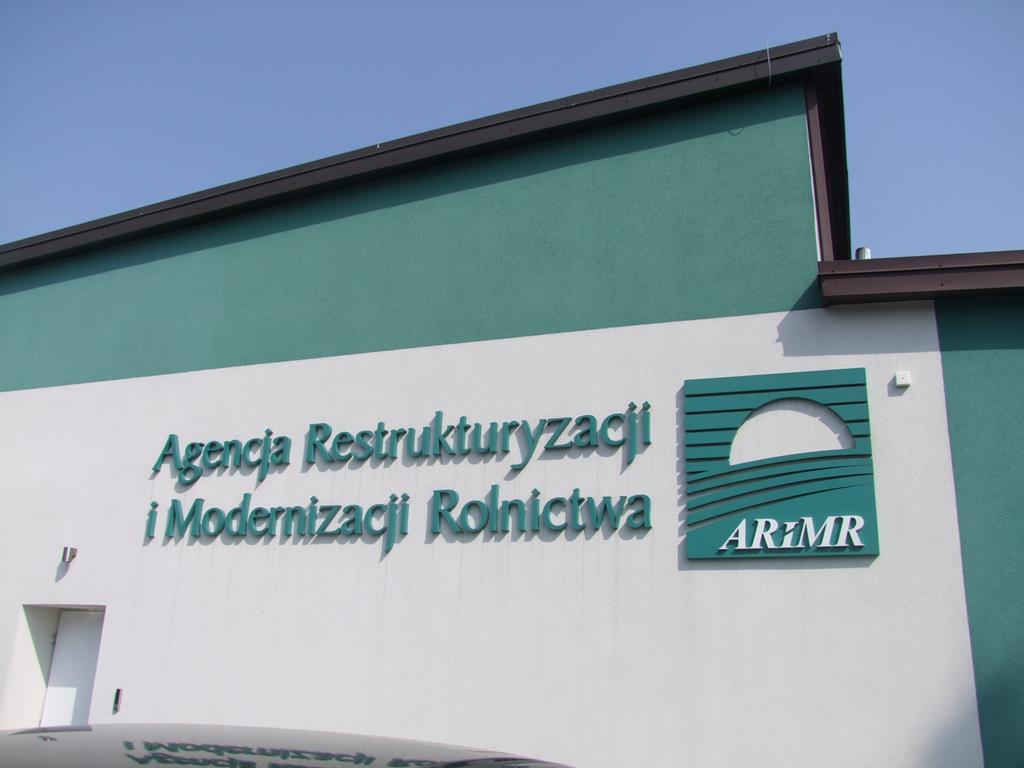 Agencja Restrukturyzacji
i Modernizacji Rolnictwa
ARiMR